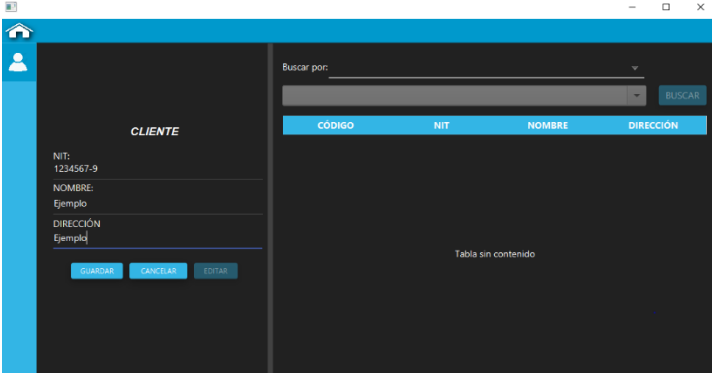 CLIENTE
NIT:
1234567-9
NOMBRE:
Ejemplo
DIRECCIÓN
Ejemplo
GUARDAR CANCELAR EDITAR
Buscar por:
BUSCAR
CÓDIGO NIT NOMBRE DIRECCIÓN
Tabla sin contenido